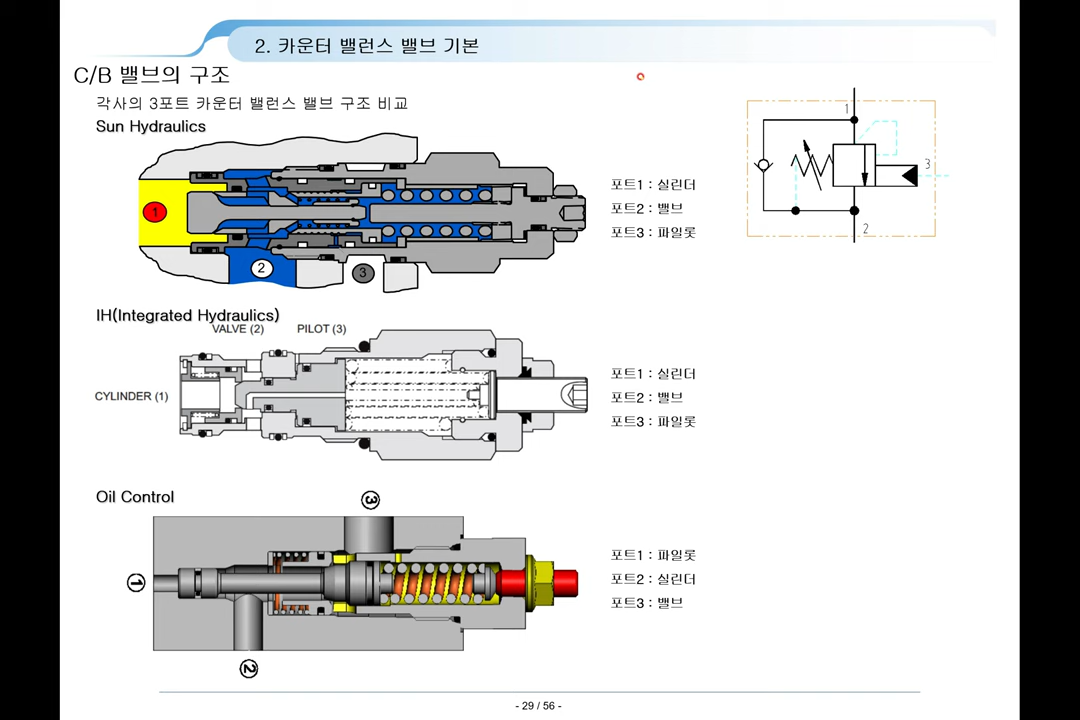 2. 카운터 밸런스 밸브 기본
C/B 밸브의 구조
각사의 3포트 카운터 밸런스 밸브 구조 비교
Sun Hydraulics
1
2
3
포트1 : 실린더
포트2 : 밸브
포트3 : 파일롯
1
3
2
IH(Integrated Hydraulics)
VALVE (2)
PILOT (3)
CYLINDER (1)
포트1 : 실린더
포트2 : 밸브
포트3 : 파일롯
Oil Control
3
1
2
포트1 : 파일롯
포트2 : 실린더
포트3 : 밸브
- 29 / 56 -